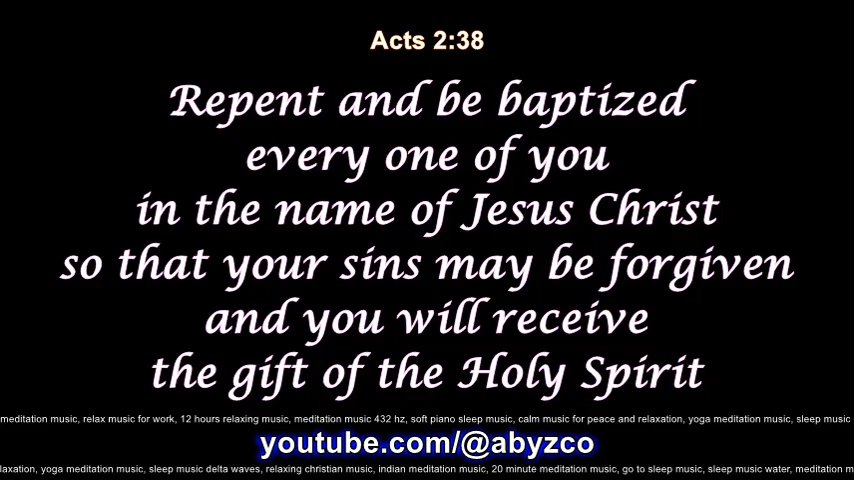 Acts 2:38
Repent and be baptized
every one of you
in the name of Jesus Christ
so that your sins may be forgiven
and you will receive
the gift of the Holy Spirit
meditation music, relax music for work, 12 hours relaxing music, meditation music 432 hz, soft piano sleep music, calm music for peace and relaxation, yoga meditation music, sleep music
youtube.com/@abyzco
laxation, yoga meditation music, sleep music delta waves, relaxing christian music, indian meditation music, 20 minute meditation music, go to sleep music, sleep music water, meditation m